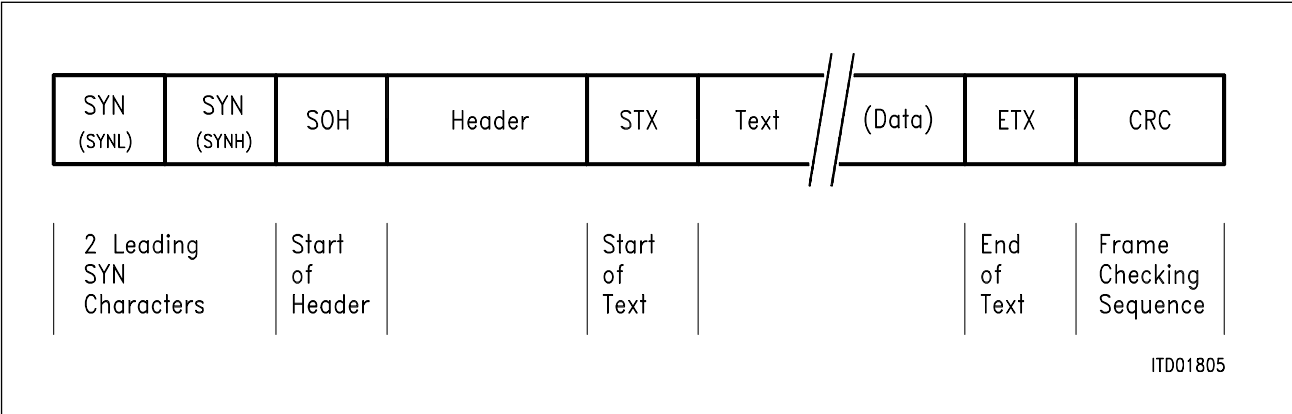 SYN SYN SOH Header STX Text (Data) ETX CRC
(SYNL) (SYNH)
2 Leading Start Start End Frame
SYN of of of Checking
Characters Header Text Text Sequence
ITD01805